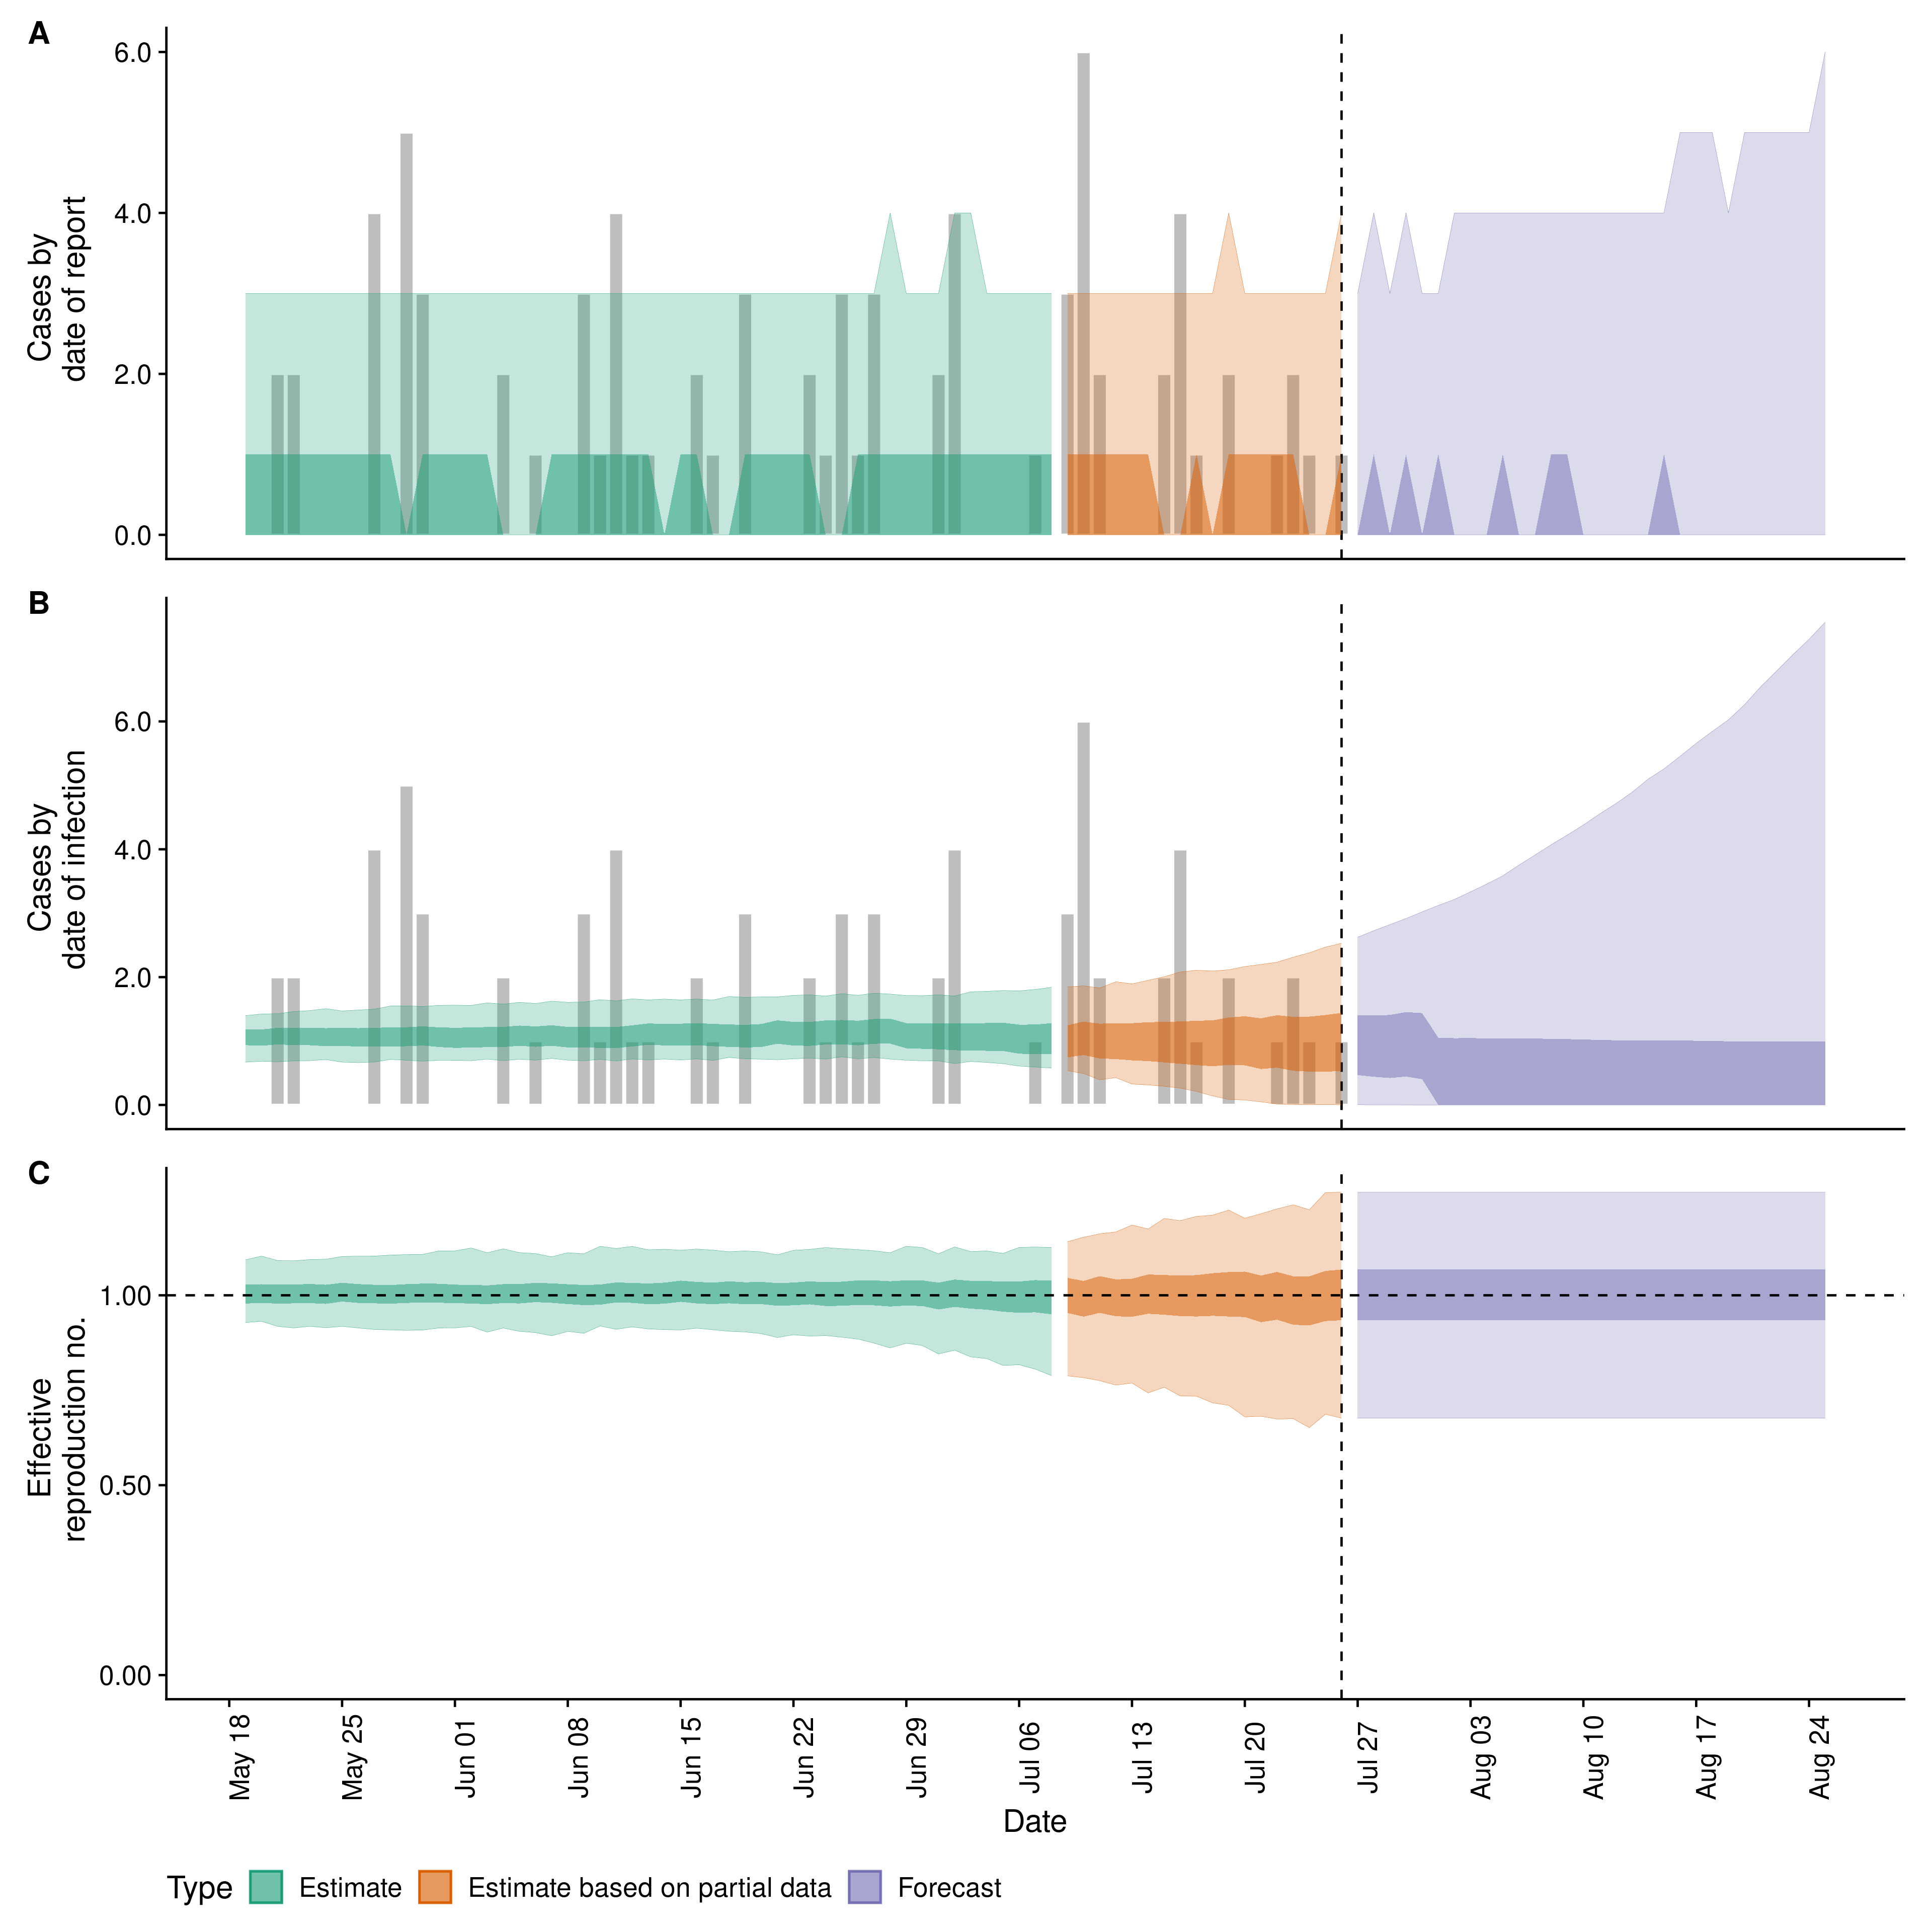 A
Cases by
date of report
6.0
4.0
2.0
0.0
B
Cases by
date of infection
6.0
4.0
2.0
0.0
C
Effective
reproduction no.
1.00
0.50
0.00
May 18
May 25
Jun 01
Jun 08
Jun 15
Jun 22
Jun 29
Jul 06
Jul 13
Jul 20
Jul 27
Aug 03
Aug 10
Aug 17
Aug 24
Date
Type Estimate Estimate based on partial data Forecast